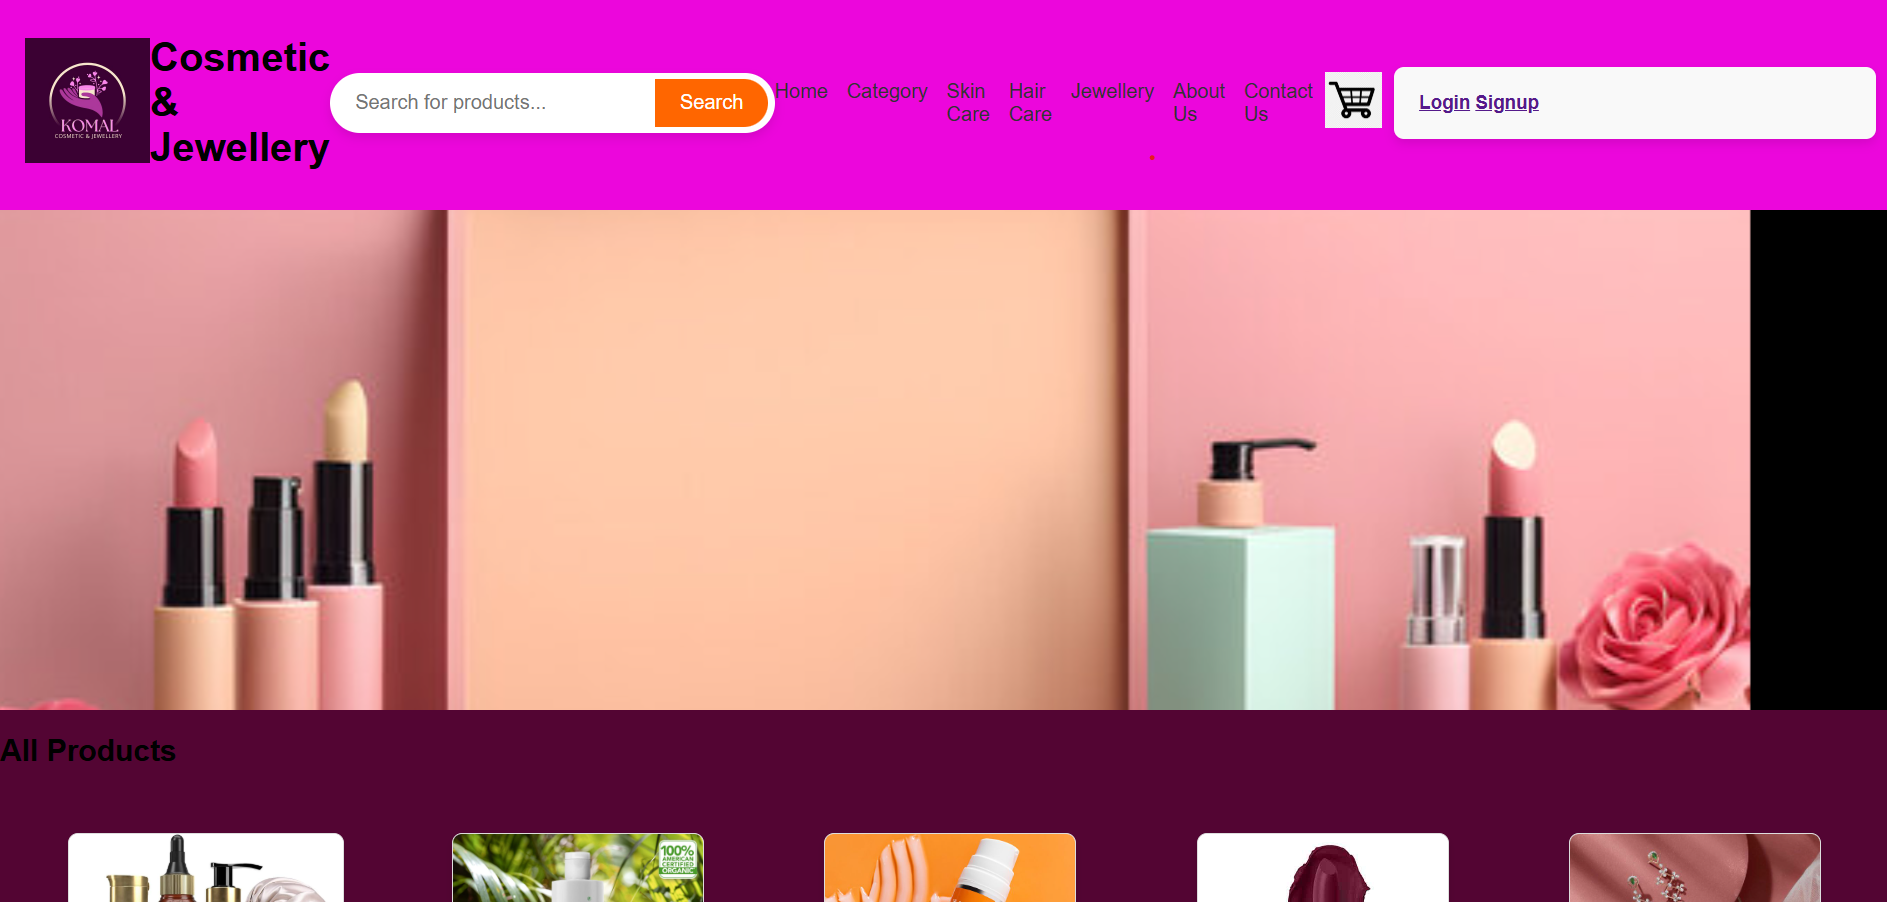 KOMAL
COSMETIC & JEWELLERY
Cosmetic
&
Jewellery
Search for products...
Search
Home
Category
Skin
Care
Hair
Care
Jewellery
About
Us
Contact
Us
Login Signup
All Products
100%
AMERICAN
CERTIFIED
ORGANIC